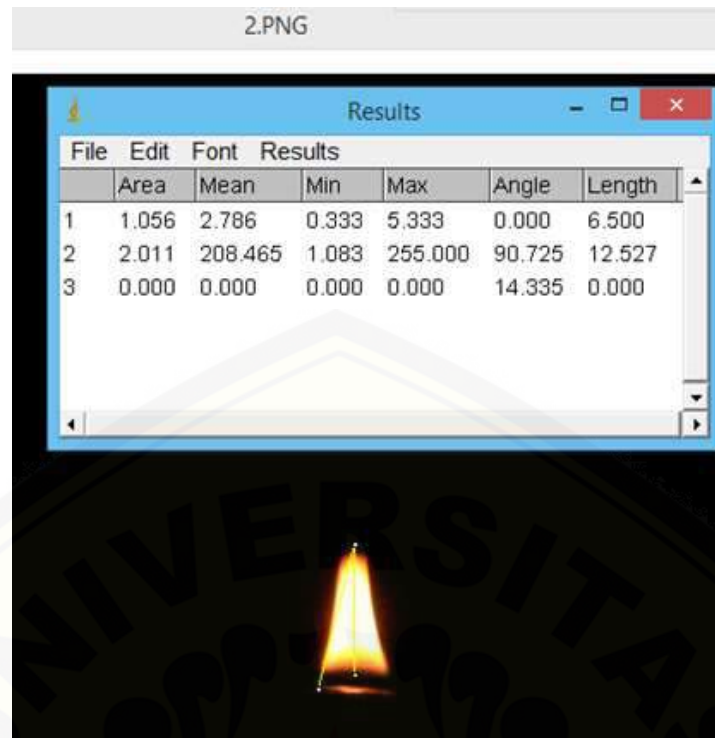 2.PNG
Results
File Edit Font Results
Area Mean Min Max Angle Length
1 1.056 2.786 0.333 5.333 0.000 6.500
2 2.011 208.465 1.083 255.000 90.725 12.527
3 0.000 0.000 0.000 0.000 14.335 0.000
UNIVERSITA